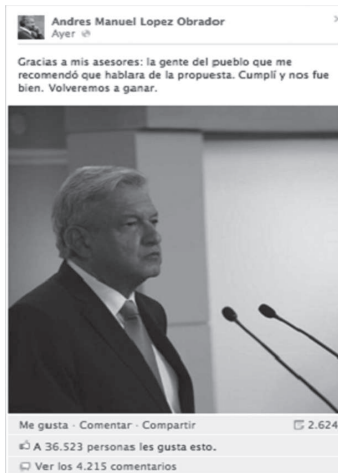 Andres Manuel Lopez Obrador
Ayer
Gracias a mis asesores: la gente del pueblo que me
recomendó que hablara de la propuesta. Cumplí y nos fue
bien. Volveremos a ganar.
Me gusta · Comentar · Compartir 2.624
A 36.523 personas les gusta esto.
Ver los 4.215 comentarios